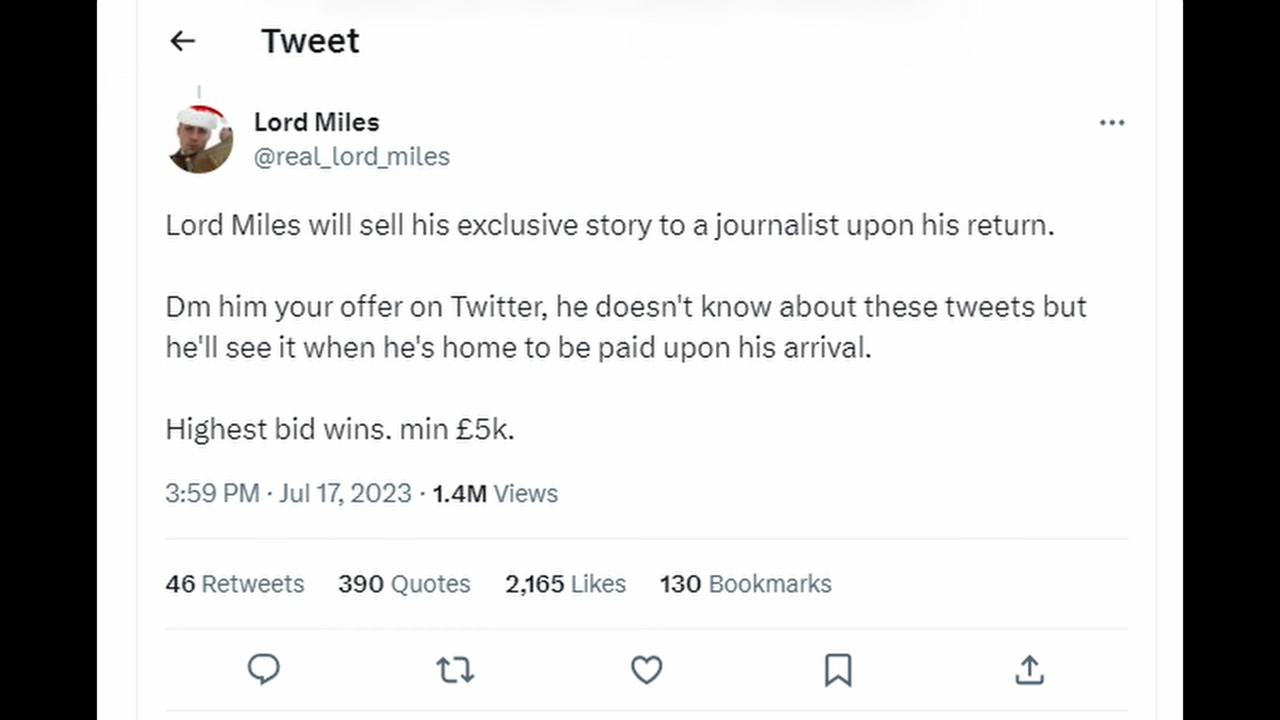 Tweet
Lord Miles
@real_lord_miles
Lord Miles will sell his exclusive story to a journalist upon his return.
Dm him your offer on Twitter, he doesn't know about these tweets but
he'll see it when he's home to be paid upon his arrival.
Highest bid wins. min £5k.
3:59 PM · Jul 17, 2023 · 1.4M Views
46 Retweets 390 Quotes 2,165 Likes 130 Bookmarks